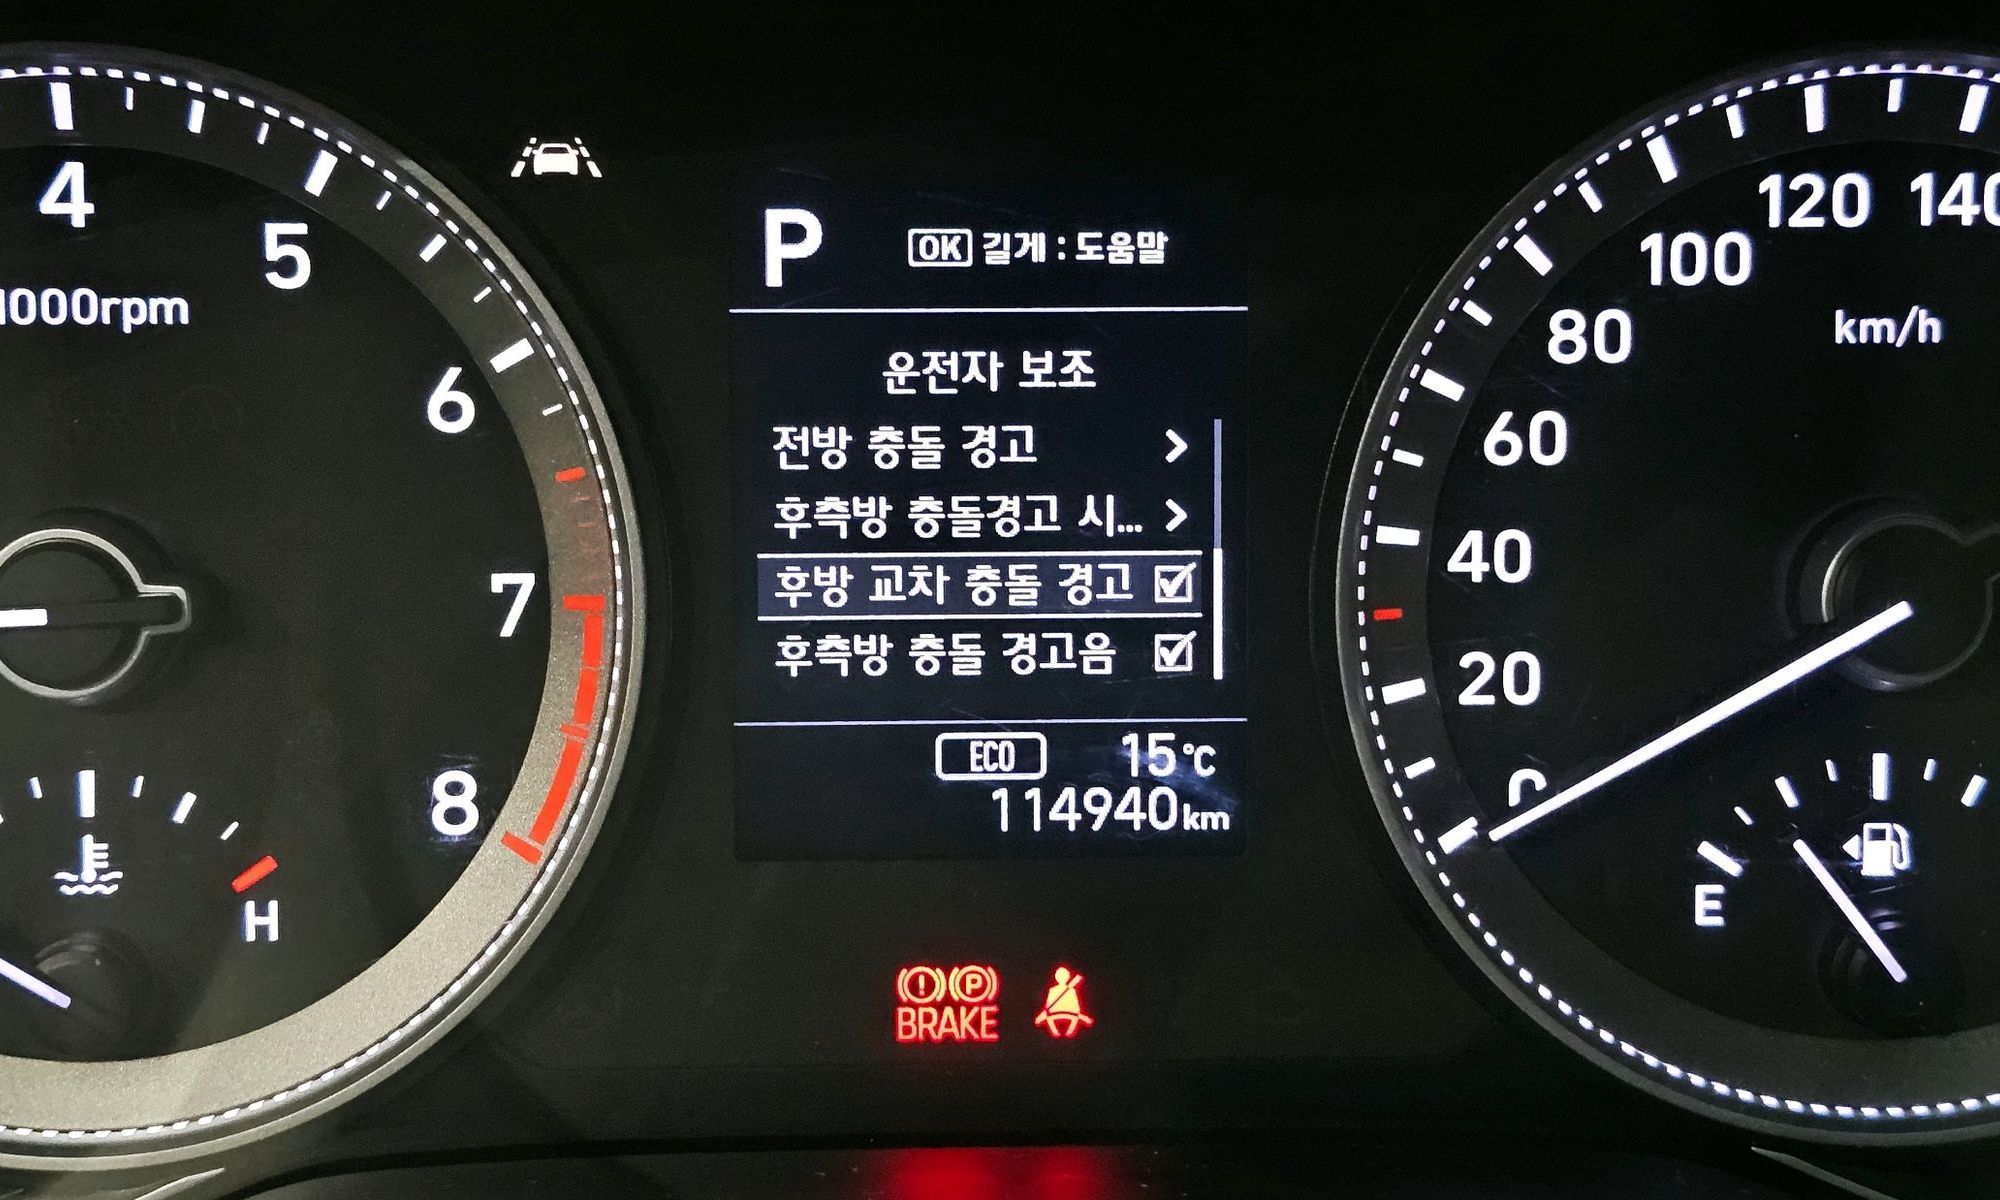 4
5
6
7
8
1000rpm
H
P
OK 길게 : 도움말
운전자 보조
전방 충돌 경고 >
후측방 충돌경고 시... >
후방 교차 충돌 경고
후측방 충돌 경고음
ECO 15°C
114940km
BRAKE
P
140
120
100
80
60
40
20
0
km/h
E